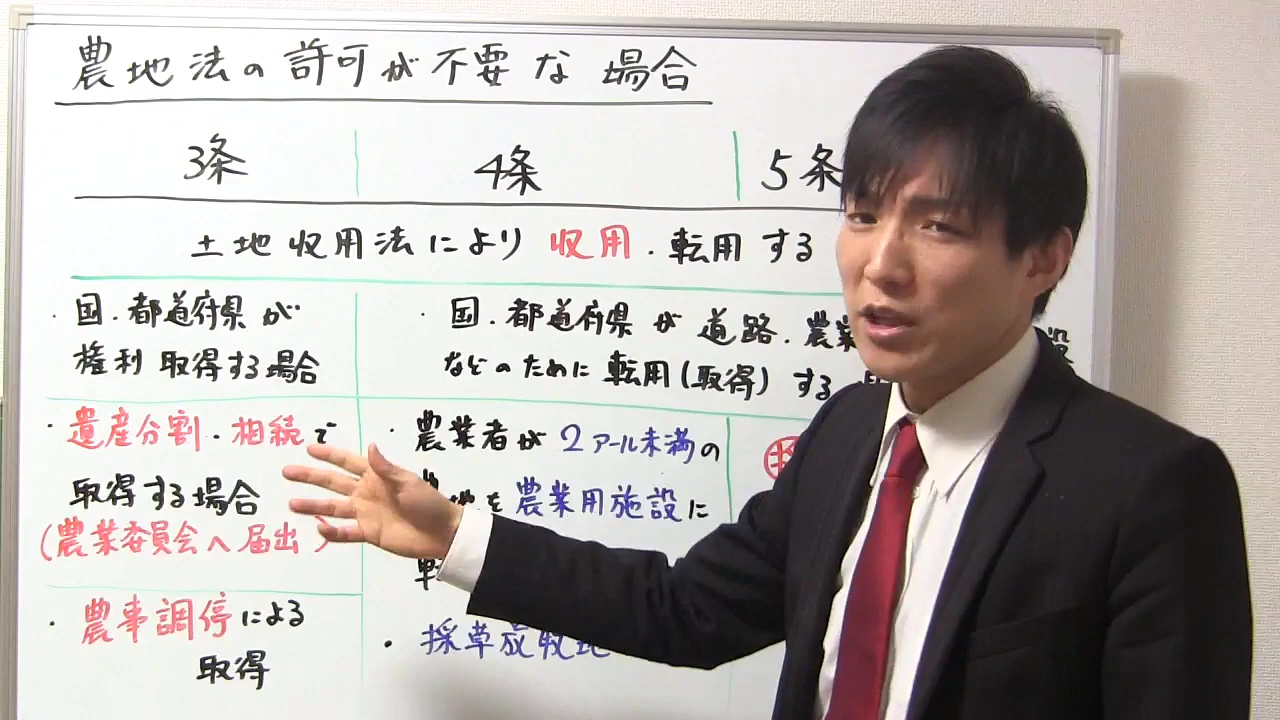 農地法の許可が不要な場合
3条
4条
5条
土地収用法により収用・転用する
・国・都道府県が
権利取得する場合
・国・都道府県が道路・農業
などのために転用(取得)する
・遺産分割・相続で
取得する場合
(農業委員会へ届出)
・農業者が2アール未満の
地を農業用施設に
転
・農事調停による
取得
・採草放牧地